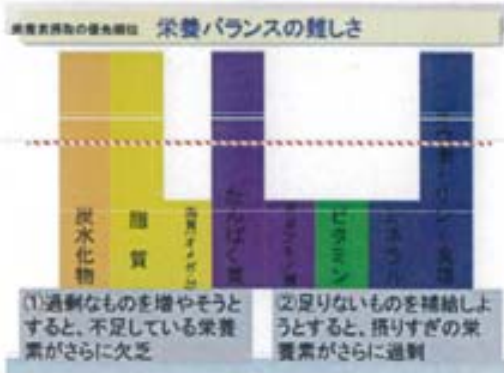 栄養素摂取の優先順位 栄養バランスの難しさ
炭水化物
脂質
たんぱく質
ビタミン
ミネラル
①過剰なものを増やそうと
すると、不足している栄養
素がさらに欠乏
②足りないものを補給しよ
うとすると、摂りすぎの栄
養素がさらに過剰